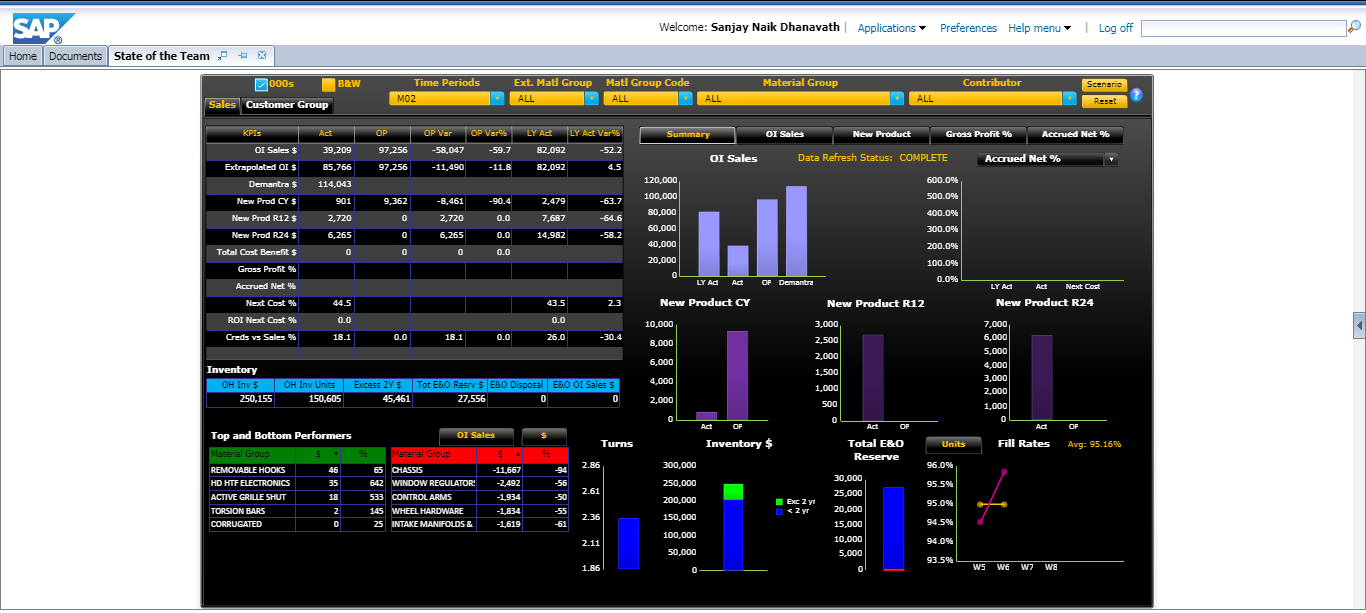 SAP ®
Welcome: Sanjay Naik Dhanavath | Applications Preferences Help menu | Log off
Home Documents State of the Team
000s B&W Time Periods Ext. Matl Group Matl Group Code Material Group Contributor Scenario
M02 ALL ALL ALL ALL Reset ?
Sales Customer Group
KPIs Act OP OP Var OP Var% LY Act LY Act Var%
OI Sales $ 39,209 97,256 -58,047 -59.7 82,092 -52.2
Extrapolated OI $ 85,766 97,256 -11,490 -11.8 82,092 4.5
Demantra $ 114,043
New Prod CY $ 901 9,362 -8,461 -90.4 2,479 -63.7
New Prod R12 $ 2,720 0 2,720 0.0 7,687 -64.6
New Prod R24 $ 6,265 0 6,265 0.0 14,982 -58.2
Total Cost Benefit $ 0 0 0.0
Gross Profit %
Accrued Net %
Next Cost % 44.5 43.5 2.3
ROI Next Cost % 0.0 0.0
Creds vs Sales % 18.1 0.0 18.1 0.0 26.0 -30.4
Inventory
OH Inv $ OH Inv Units Excess 2Y $ Tot E&O Resrv $ E&O Disposal E&O OI Sales $
250,155 150,605 45,461 27,556 0 0
Top and Bottom Performers OI Sales $
Material Group $ %
REMOVABLE HOOKS 46 65
HD HTF ELECTRONICS 35 642
ACTIVE GRILLE SHUT 18 533
TORSION BARS 2 145
CORRUGATED 0 25
Material Group $ %
CHASSIS -11,667 -94
WINDOW REGULATORS -2,492 -56
CONTROL ARMS -1,934 -50
WHEEL HARDWARE -1,834 -55
INTAKE MANIFOLDS & -1,619 -61
Summary OI Sales New Product Gross Profit % Accrued Net %
OI Sales Data Refresh Status: COMPLETE Accrued Net %
120,000
100,000
80,000
60,000
40,000
20,000
0
LY Act Act OP Demantra
600.0%
500.0%
400.0%
300.0%
200.0%
100.0%
0.0%
LY Act Act Next Cost
New Product CY
10,000
8,000
6,000
4,000
2,000
0
Act OP
New Product R12
3,000
2,500
2,000
1,500
1,000
500
0
Act OP
New Product R24
7,000
6,000
5,000
4,000
3,000
2,000
1,000
0
Act OP
Turns
2.86
2.61
2.36
2.11
1.86
Inventory $
300,000
250,000
200,000
150,000
100,000
50,000
0
Exc 2 yr
< 2 yr
Total E&O
Reserve
30,000
25,000
20,000
15,000
10,000
5,000
0
Units Fill Rates Avg: 95.16%
96.0%
95.5%
95.0%
94.5%
94.0%
93.5%
W5 W6 W7 W8